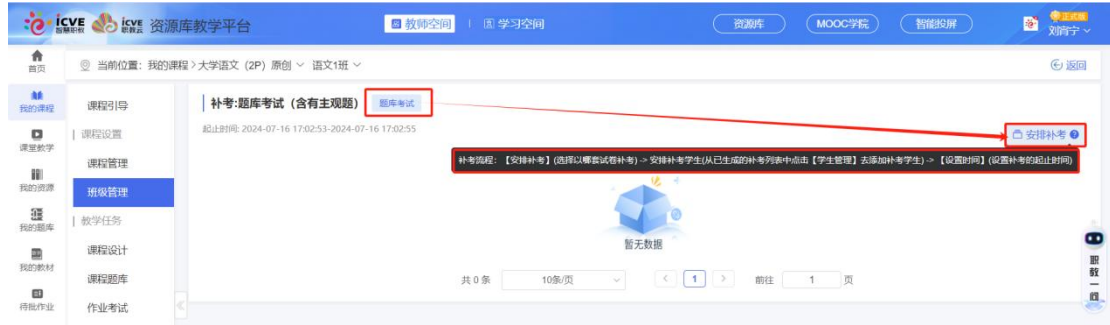 icve 智慧职教 icve 职教云 资源库教学平台 教师空间 学习空间 资源库 MOOC学院 智能投屏 正式版 刘宵宁
首页 当前位置：我的课程 > 大学语文（2P）原创 语文1班 返回
我的课程 课程引导 补考:题库考试（含有主观题） 题库考试
课堂教学 课程设置 起止时间: 2024-07-16 17:02:53-2024-07-16 17:02:55 安排补考
课程管理 补考流程：【安排补考】(选择以哪套试卷补考) -> 安排补考学生(从已生成的补考列表中点击【学生管理】去添加补考学生) -> 【设置时间】(设置补考的起止时间)
我的资源 班级管理
我的题库 教学任务
课程设计 暂无数据
我的教材 课程题库 共 0 条 10条/页 < 1 > 前往 1 页
待批作业 作业考试
职教一问